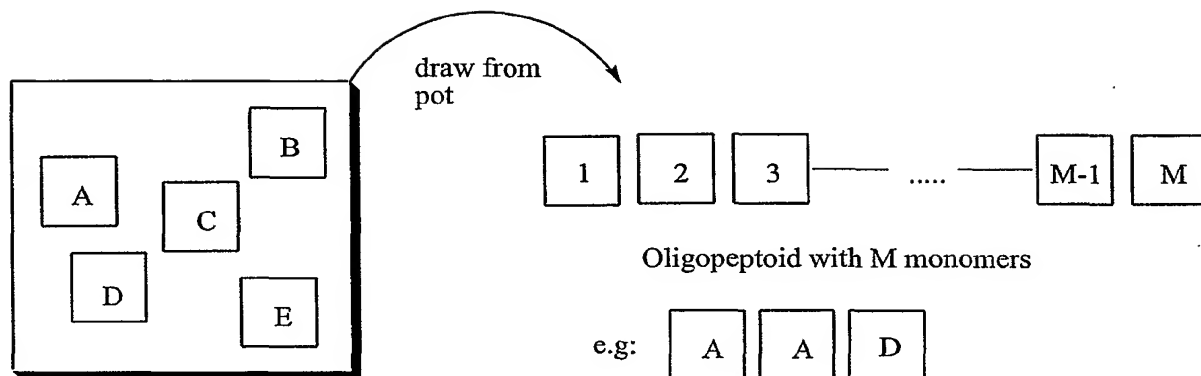 draw from
pot
A
B
C
D
E
1 2 3 ..... M-1 M
Oligopeptoid with M monomers
e.g: A A D